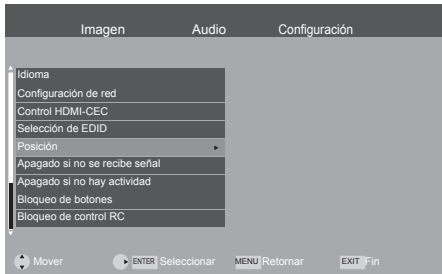 Imagen Audio Configuración
Idioma
Configuración de red
Control HDMI-CEC
Selección de EDID
Posición
Apagado si no se recibe señal
Apagado si no hay actividad
Bloqueo de botones
Bloqueo de control RC
Mover ENTER Seleccionar MENU Retornar EXIT Fin